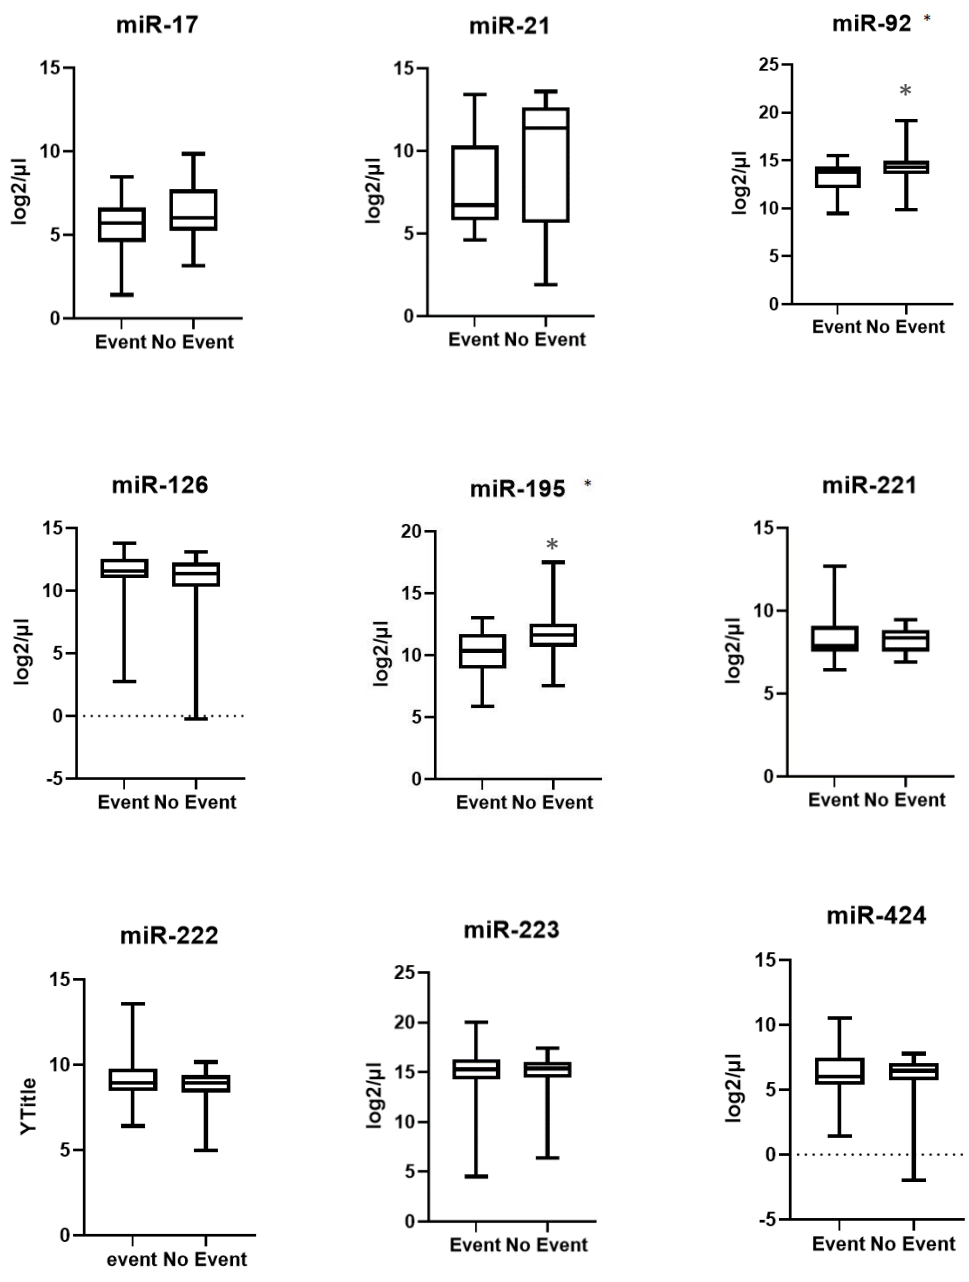 miR-17
15
10
5
0
log2/µl
Event No Event
miR-21
15
10
5
0
log2/µl
Event No Event
miR-92 *
25
20
15
10
5
0
log2/µl
*
Event No Event
miR-126
15
10
5
0
-5
log2/µl
Event No Event
miR-195 *
20
15
10
5
0
log2/µl
*
Event No Event
miR-221
15
10
5
0
log2/µl
Event No Event
miR-222
15
10
5
0
YTitle
event No Event
miR-223
25
20
15
10
5
0
log2/µl
Event No Event
miR-424
15
10
5
0
-5
log2/µl
Event No Event